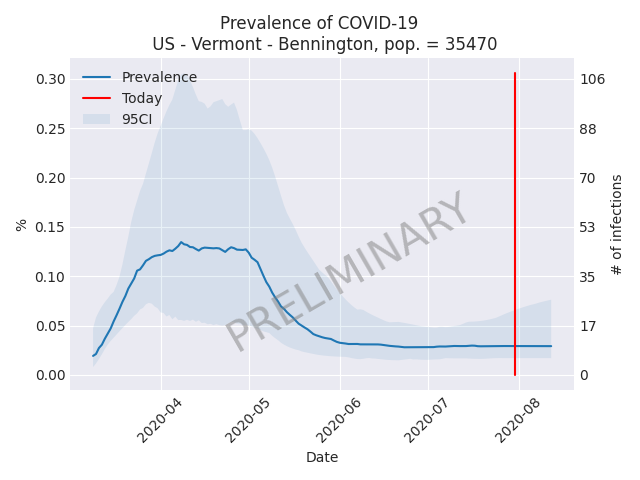 Prevalence of COVID-19
US - Vermont - Bennington, pop. = 35470
Prevalence
Today
95CI
0.30
0.25
0.20
0.15
0.10
0.05
0.00
%
106
88
70
53
35
17
0
# of infections
PRELIMINARY
2020-04
2020-05
2020-06
2020-07
2020-08
Date